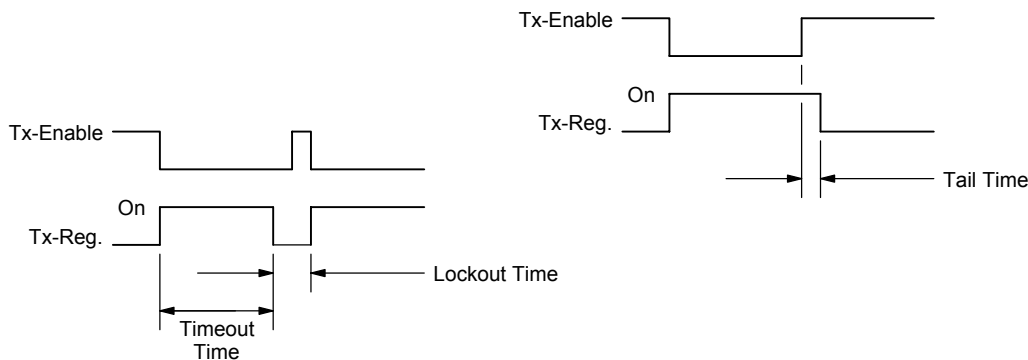 Tx-Enable
On
Tx-Reg.
Lockout Time
Timeout
Time
Tx-Enable
On
Tx-Reg.
Tail Time